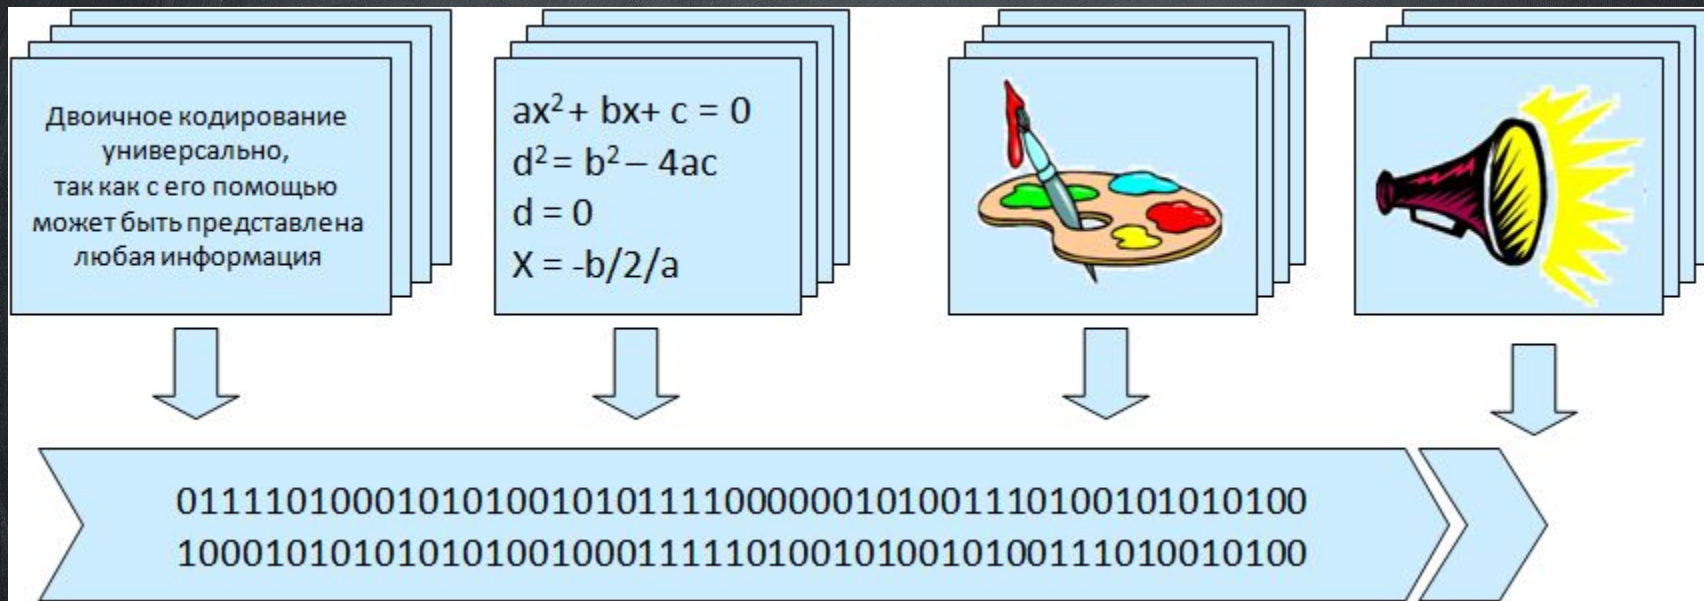 Двоичное кодирование
универсально,
так как с его помощью
может быть представлена
любая информация
ax² + bx+ c = 0
d² = b² – 4ac
d = 0
X = -b/2/a
0111101000101010010101111000000101001110100101010100
1000101010101010010001111101001010010100111010010100